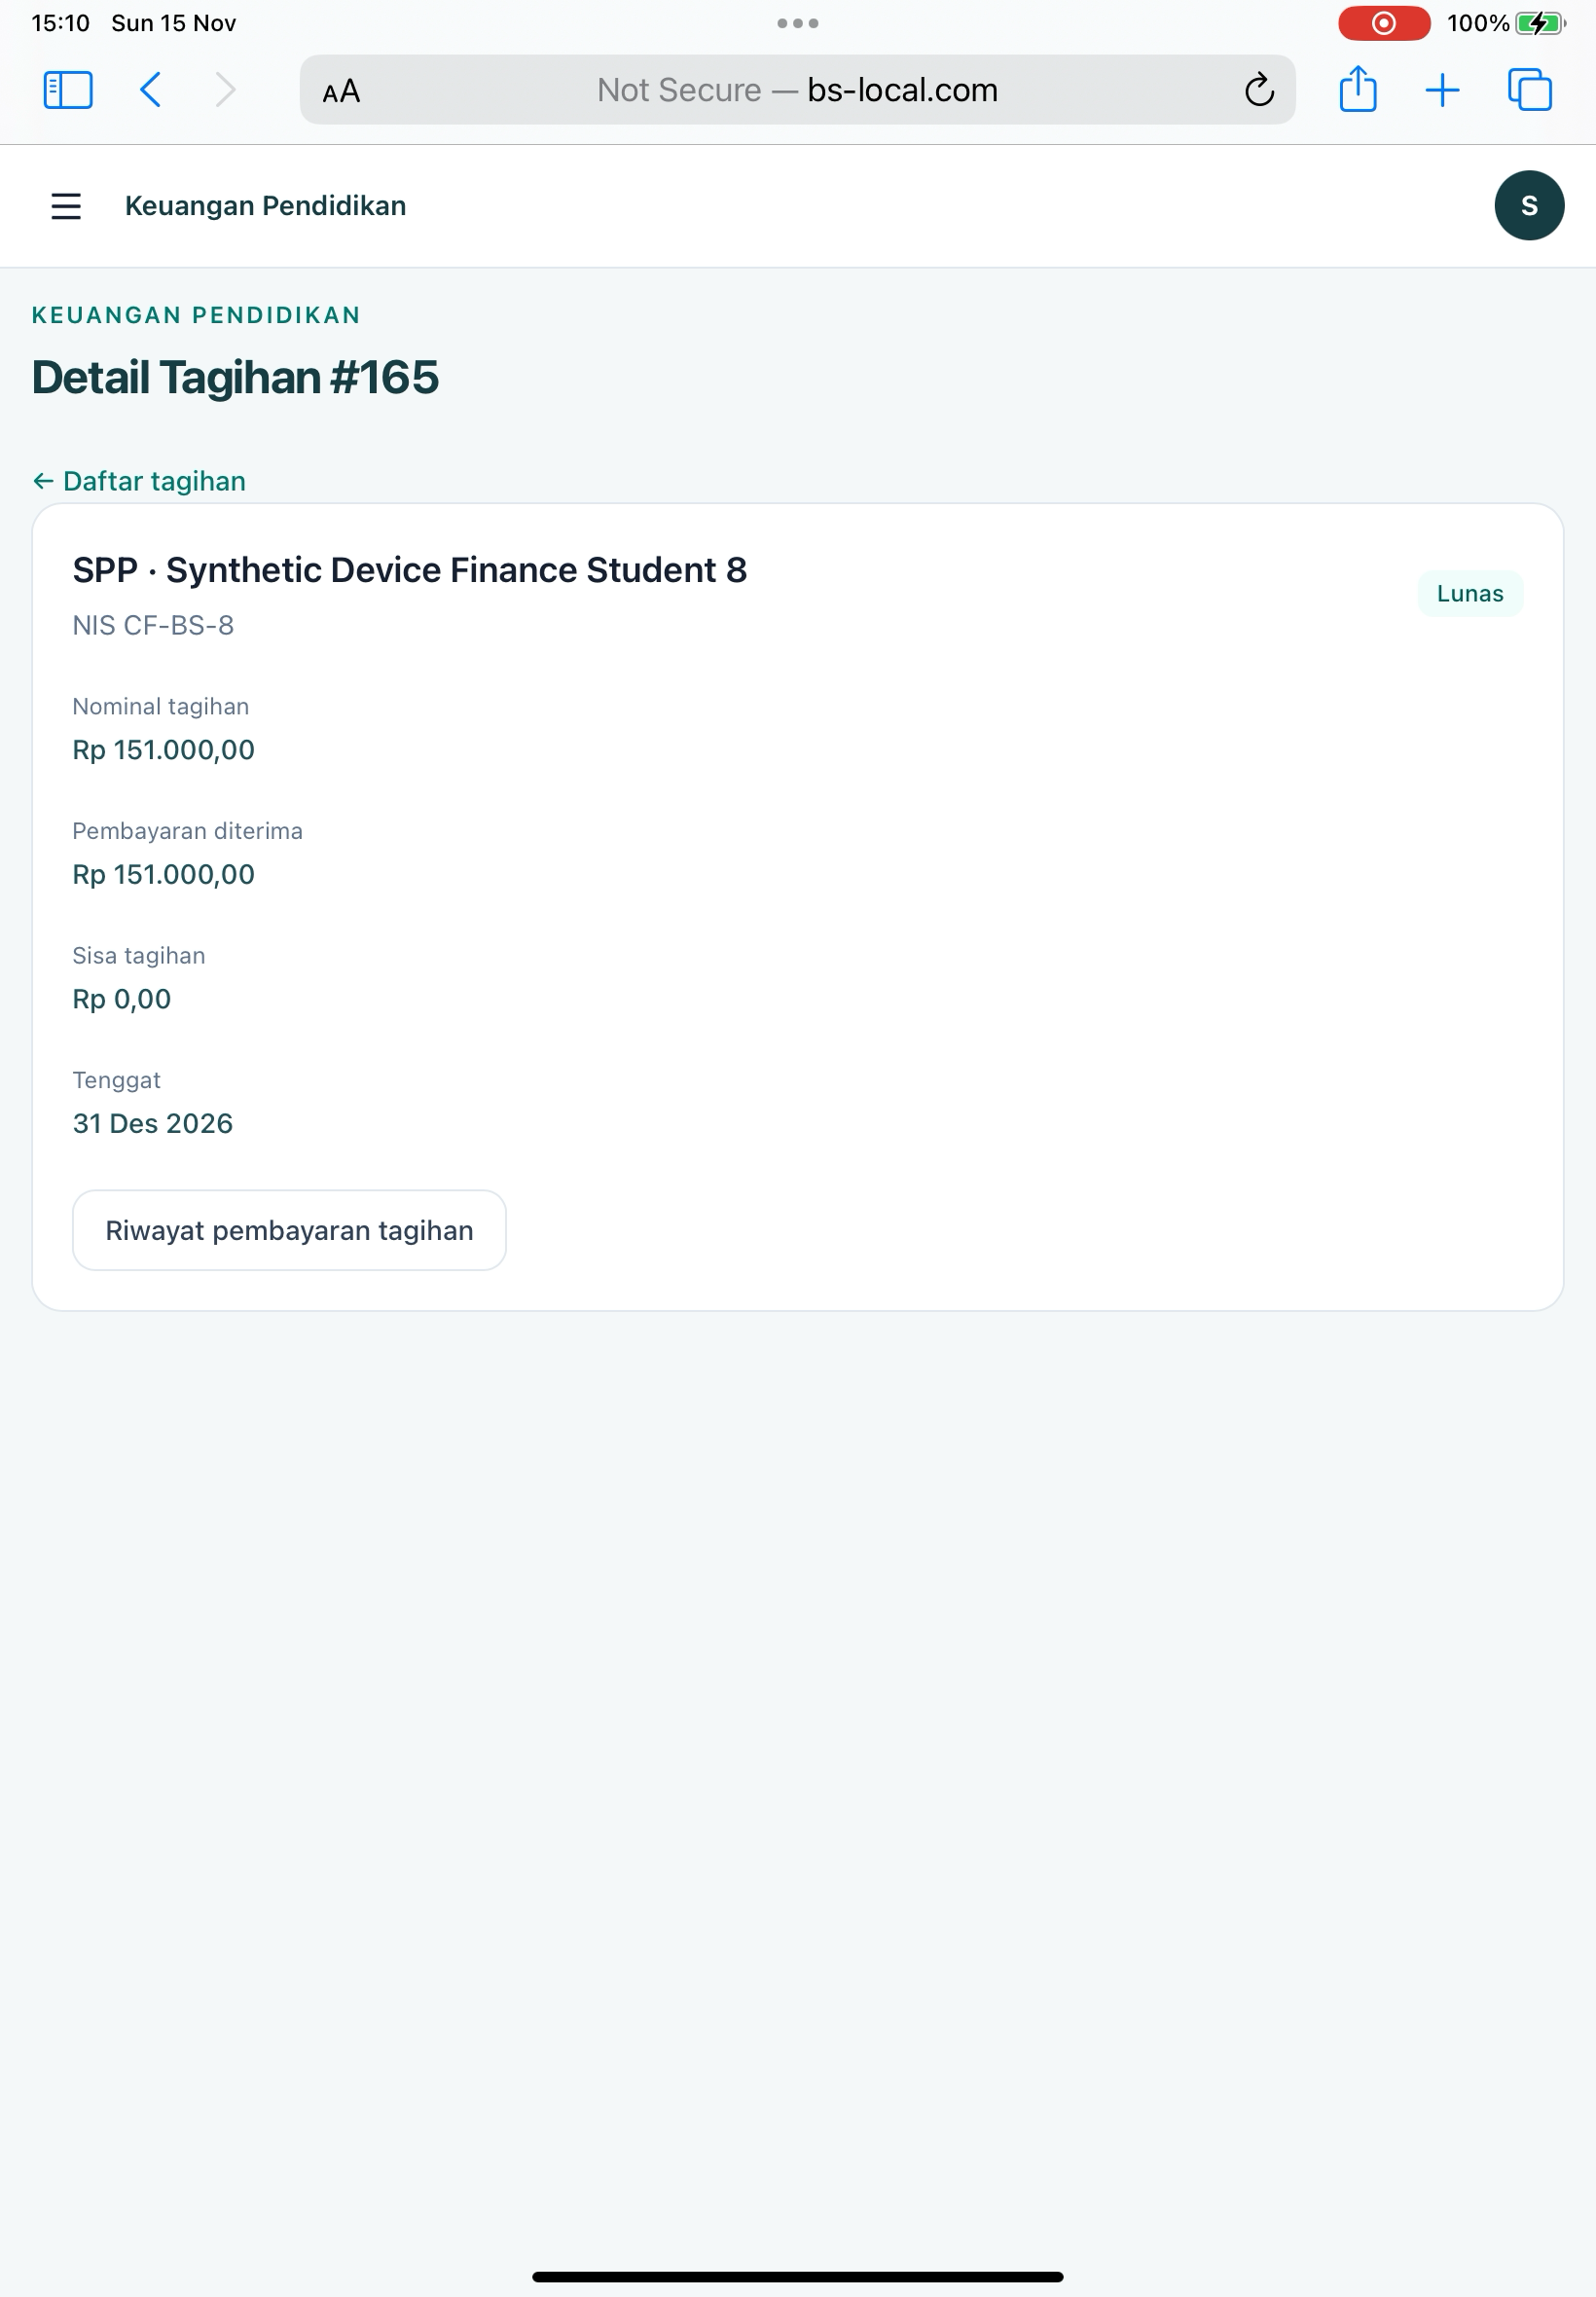 15:10 Sun 15 Nov
100%
AA
Not Secure — bs-local.com
Keuangan Pendidikan
S
KEUANGAN PENDIDIKAN
Detail Tagihan #165
← Daftar tagihan
SPP · Synthetic Device Finance Student 8
Lunas
NIS CF-BS-8
Nominal tagihan
Rp 151.000,00
Pembayaran diterima
Rp 151.000,00
Sisa tagihan
Rp 0,00
Tenggat
31 Des 2026
Riwayat pembayaran tagihan